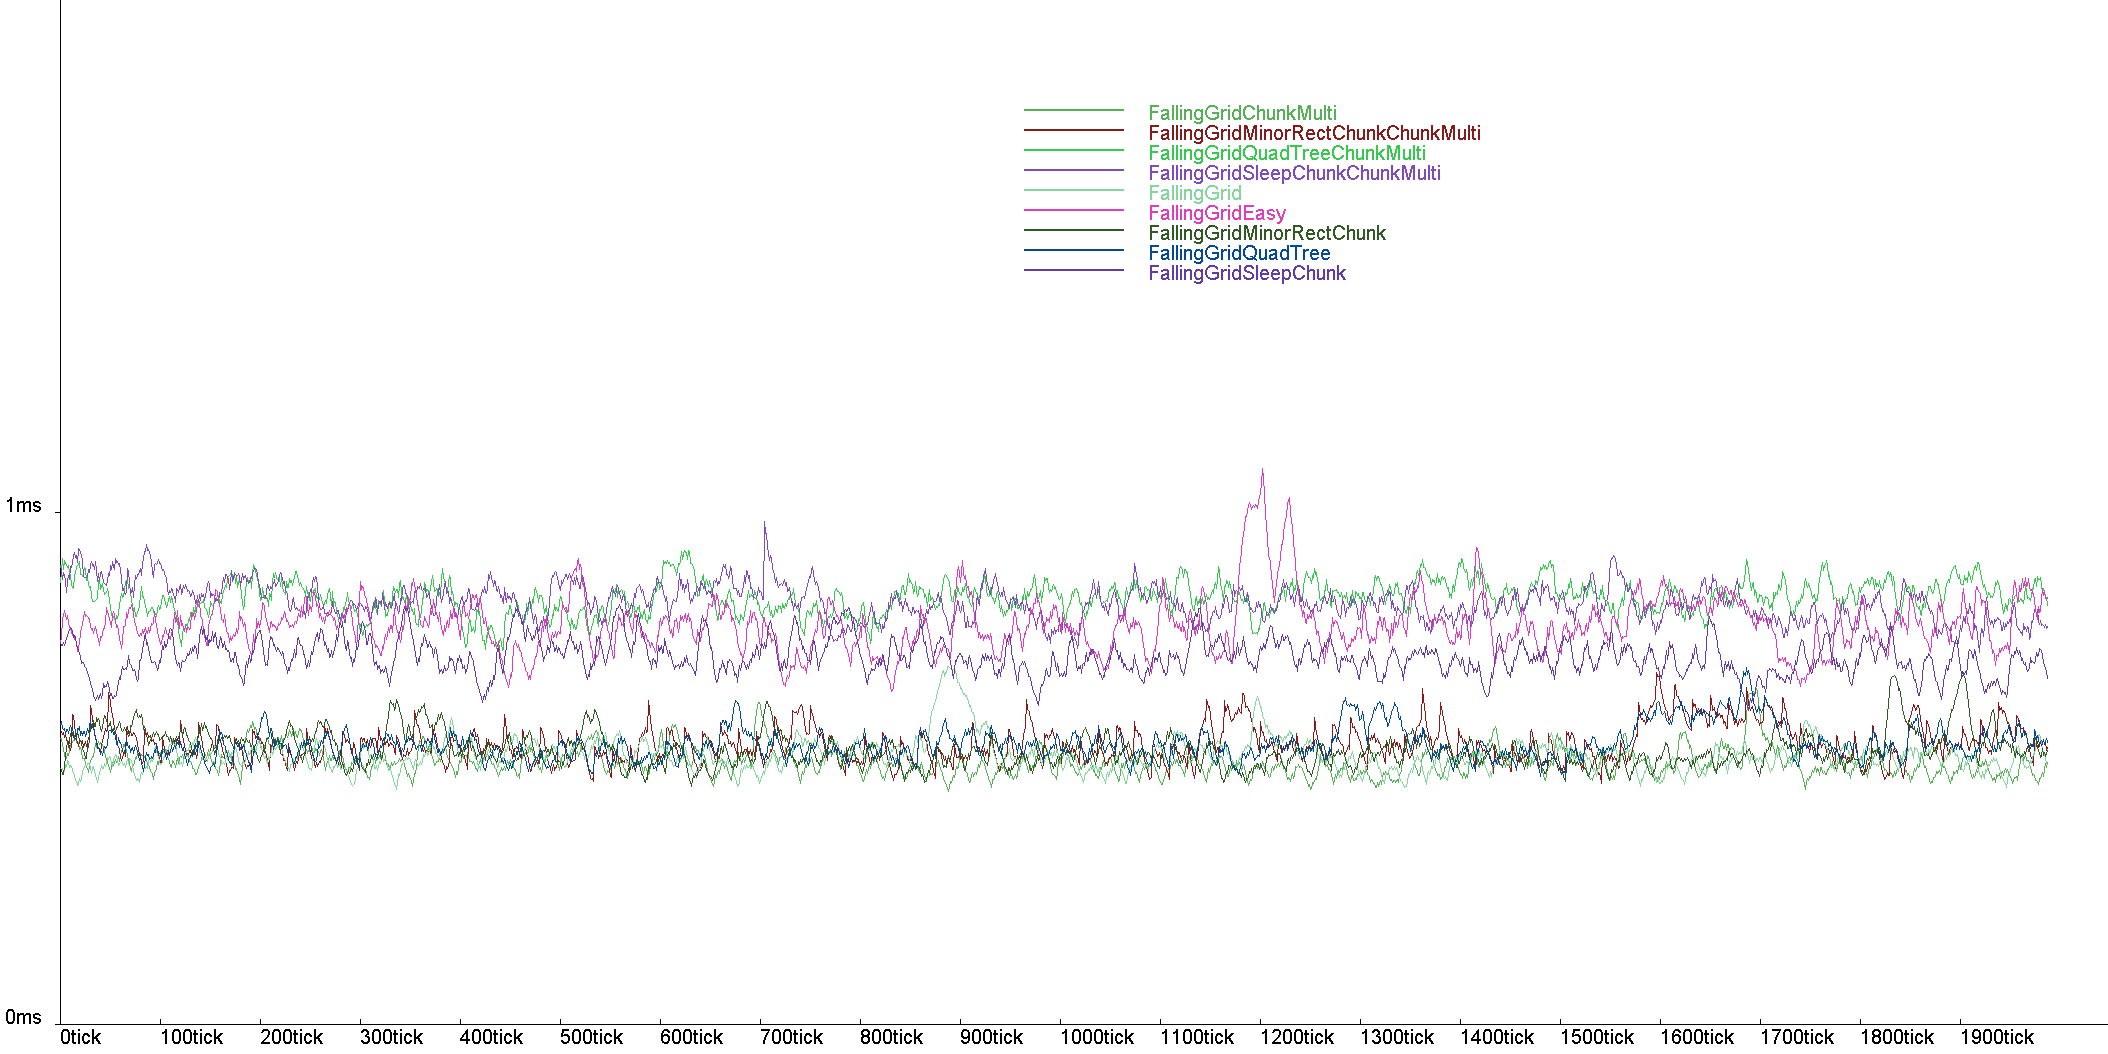 FallingGridChunkMulti
FallingGridMinorRectChunkChunkMulti
FallingGridQuadTreeChunkMulti
FallingGridSleepChunkChunkMulti
FallingGrid
FallingGridEasy
FallingGridMinorRectChunk
FallingGridQuadTree
FallingGridSleepChunk
1ms
0ms
0tick 100tick 200tick 300tick 400tick 500tick 600tick 700tick 800tick 900tick 1000tick 1100tick 1200tick 1300tick 1400tick 1500tick 1600tick 1700tick 1800tick 1900tick